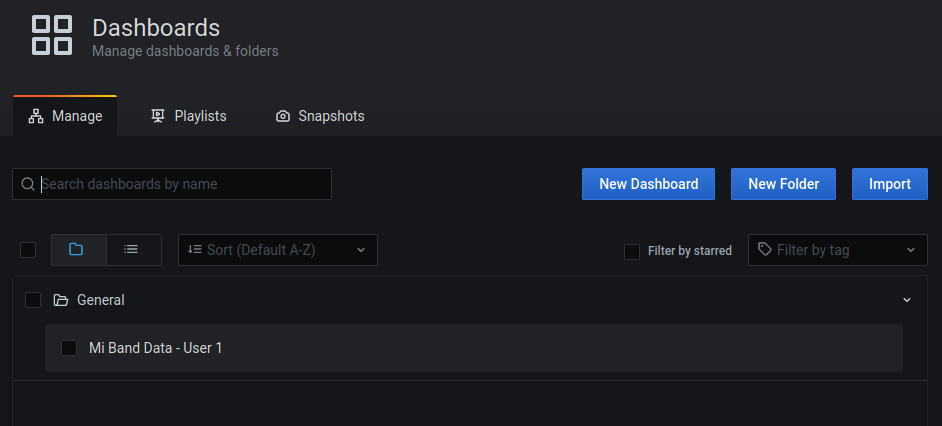 Dashboards
Manage dashboards & folders
Manage
Playlists
Snapshots
Search dashboards by name
New Dashboard
New Folder
Import
Sort (Default A-Z)
Filter by starred
Filter by tag
General
Mi Band Data - User 1